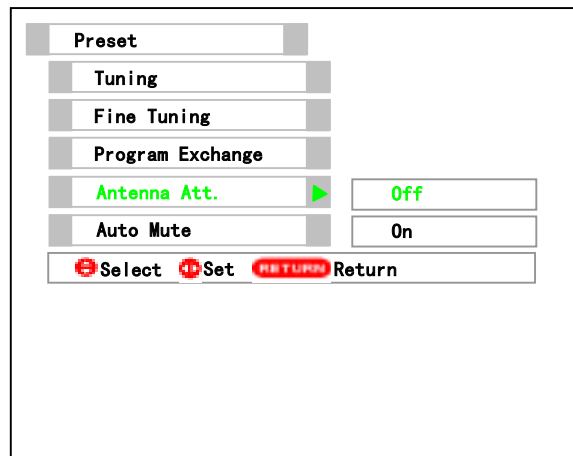 Preset
Tuning
Fine Tuning
Program Exchange
Antenna Att. Off
Auto Mute On
Select Set RETURN Return